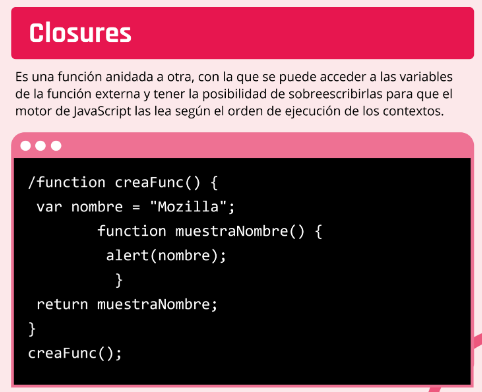 Closures
Es una función anidada a otra, con la que se puede acceder a las variables
de la función externa y tener la posibilidad de sobreescribirlas para que el
motor de JavaScript las lea según el orden de ejecución de los contextos.
/function creaFunc() {
var nombre = "Mozilla";
function muestraNombre() {
alert(nombre);
}
return muestraNombre;
}
creaFunc();